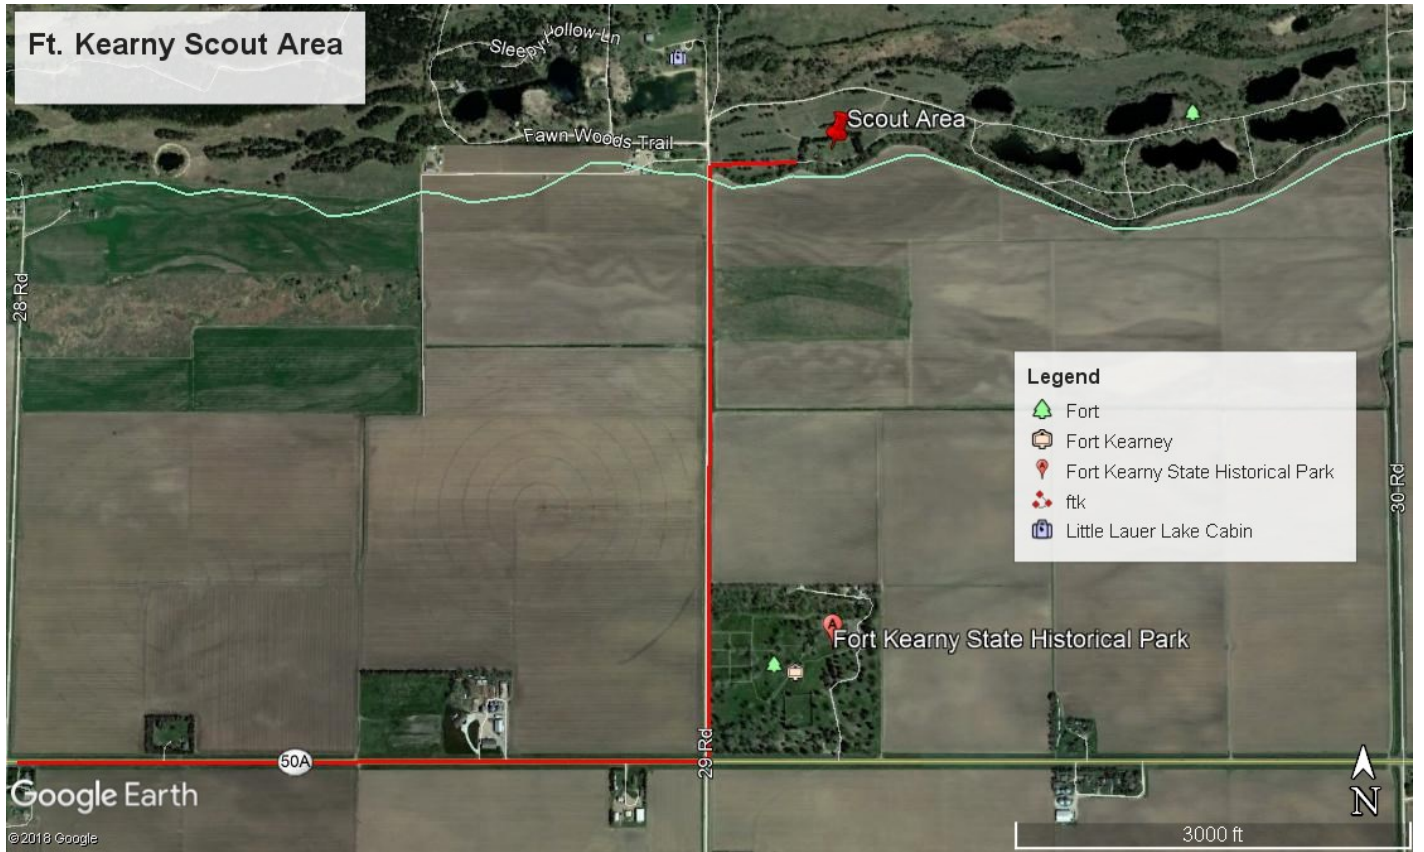 Ft. Kearny Scout Area
Sleepy Hollow Ln
Fawn Woods Trail
Scout Area
28 Rd
30 Rd
Legend
Fort
Fort Kearney
Fort Kearny State Historical Park
ftk
Little Lauer Lake Cabin
A
Fort Kearny State Historical Park
29 Rd
50A
N
Google Earth
©2018 Google
3000 ft